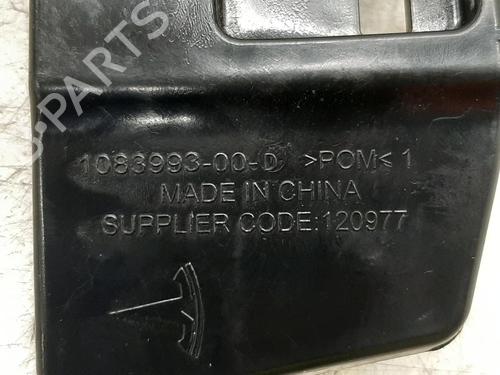 B-PARTS
1083993-00-D >POM< 1
MADE IN CHINA
SUPPLIER CODE:120977